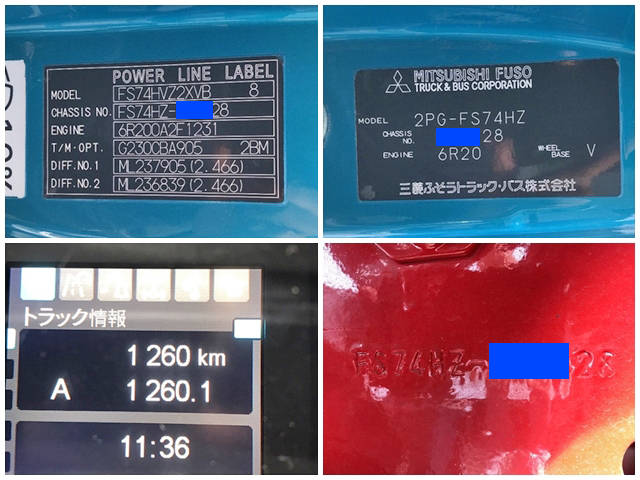 POWER LINE LABEL
MODEL FS74HVZ2XVB 8
CHASSIS NO. FS74HZ- 28
ENGINE 6R200A2F1231
T/M・OPT. G230CBA905 2BM
DIFF.NO.1 ML237905(2.466)
DIFF.NO.2 ML236839(2.466)
MITSUBISHI FUSO
TRUCK & BUS CORPORATION
MODEL 2PG-FS74HZ
CHASSIS NO. 28
ENGINE 6R20 WHEEL BASE V
三菱ふそうトラック・バス株式会社
トラック情報
1 260 km
A 1 260.1
11:36
FS74HZ- 28